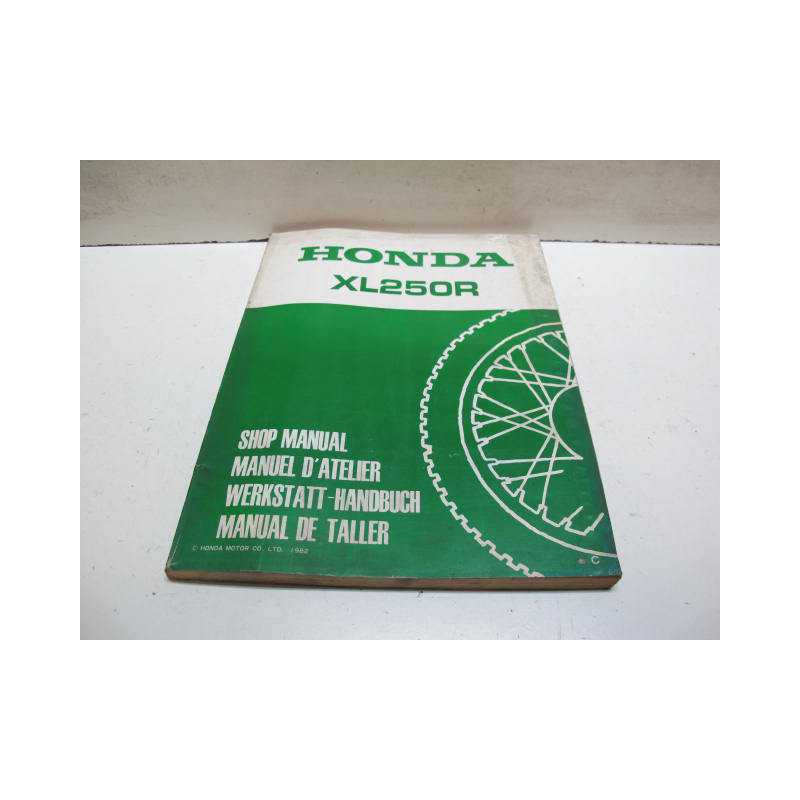 HONDA
XL250R
SHOP MANUAL
MANUEL D'ATELIER
WERKSTATT-HANDBUCH
MANUAL DE TALLER
© HONDA MOTOR CO. LTD. 1982
C